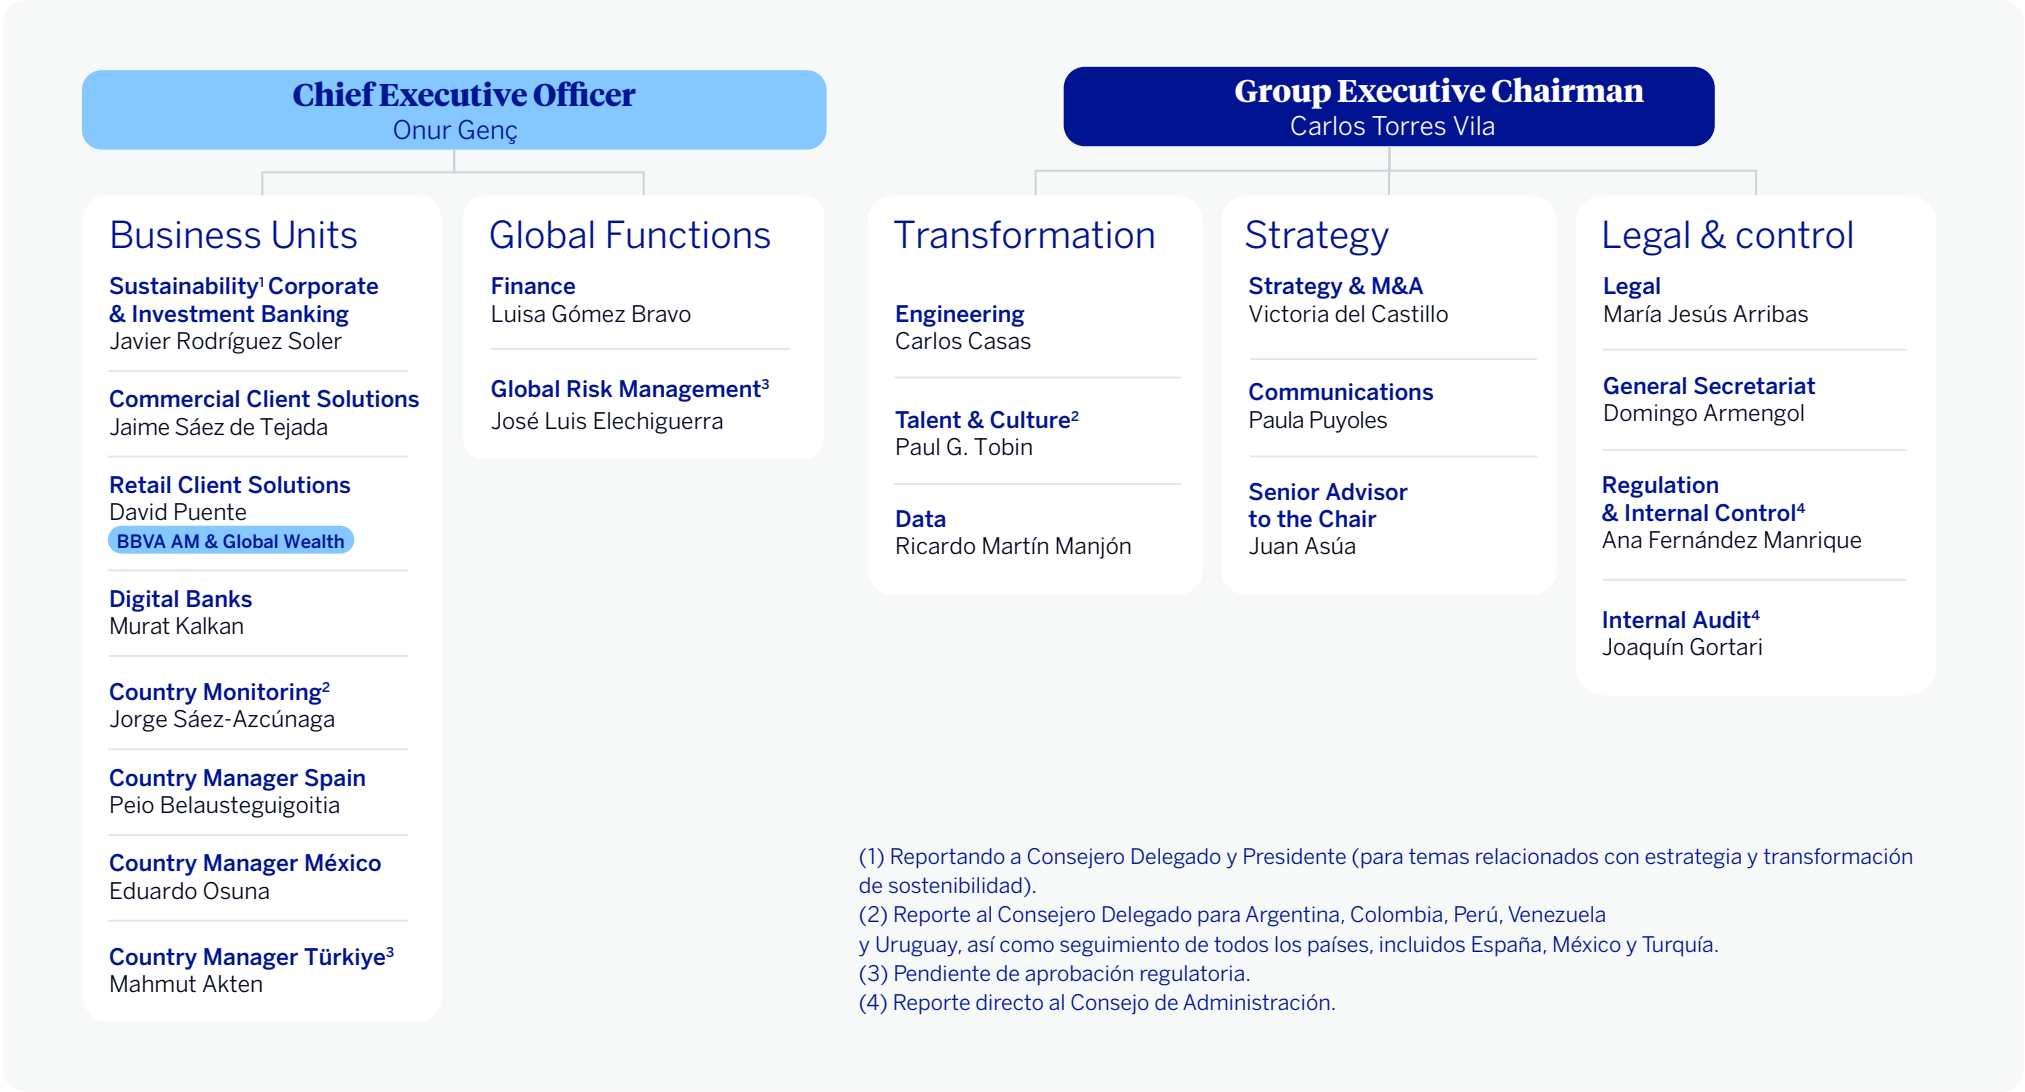 Chief Executive Officer
Onur Genç
Business Units
Sustainability¹ Corporate
& Investment Banking
Javier Rodríguez Soler
Commercial Client Solutions
Jaime Sáez de Tejada
Retail Client Solutions
David Puente
BBVA AM & Global Wealth
Digital Banks
Murat Kalkan
Country Monitoring²
Jorge Sáez-Azcúnaga
Country Manager Spain
Peio Belausteguigoitia
Country Manager México
Eduardo Osuna
Country Manager Türkiye³
Mahmut Akten
Global Functions
Finance
Luisa Gómez Bravo
Global Risk Management³
José Luis Elechiguerra
Group Executive Chairman
Carlos Torres Vila
Transformation
Engineering
Carlos Casas
Talent & Culture²
Paul G. Tobin
Data
Ricardo Martín Manjón
Strategy
Strategy & M&A
Victoria del Castillo
Communications
Paula Puyoles
Senior Advisor
to the Chair
Juan Asúa
Legal & control
Legal
María Jesús Arribas
General Secretariat
Domingo Armengol
Regulation
& Internal Control⁴
Ana Fernández Manrique
Internal Audit⁴
Joaquín Gortari
(1) Reportando a Consejero Delegado y Presidente (para temas relacionados con estrategia y transformación
de sostenibilidad).
(2) Reporte al Consejero Delegado para Argentina, Colombia, Perú, Venezuela
y Uruguay, así como seguimiento de todos los países, incluidos España, México y Turquía.
(3) Pendiente de aprobación regulatoria.
(4) Reporte directo al Consejo de Administración.